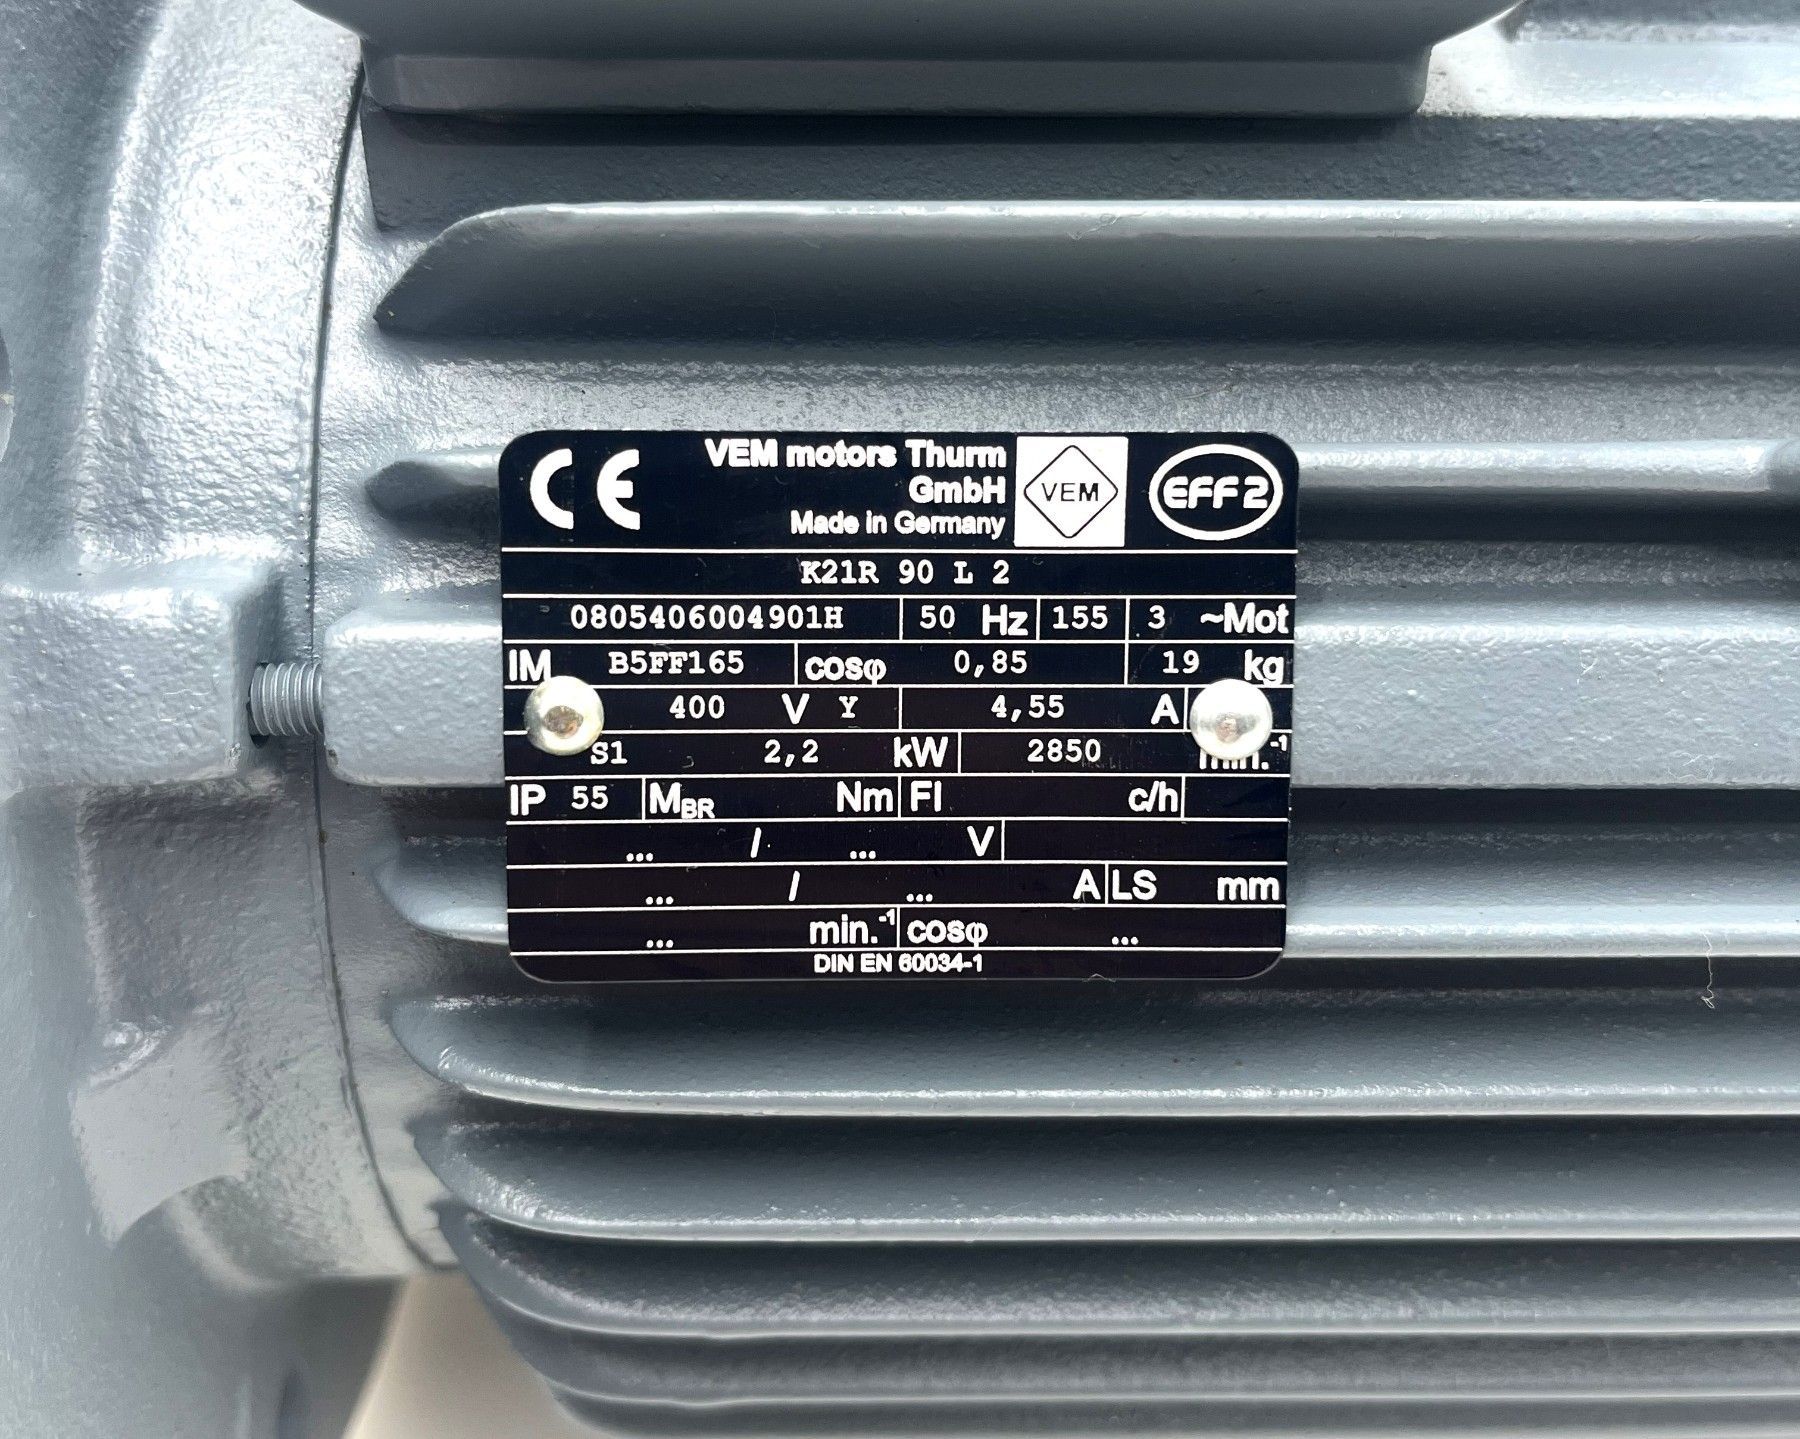 CE VEM motors Thurm
GmbH
Made in Germany
VEM
EFF2
K21R 90 L 2
0805406004901H 50 Hz 155 3 ~Mot
IM B5FF165 cosφ 0,85 19 kg
400 V Y 4,55 A
S1 2,2 kW 2850 min.⁻¹
IP 55 MBR Nm FI c/h
... / ... V
... / ... A LS mm
... min.⁻¹ cosφ ...
DIN EN 60034-1